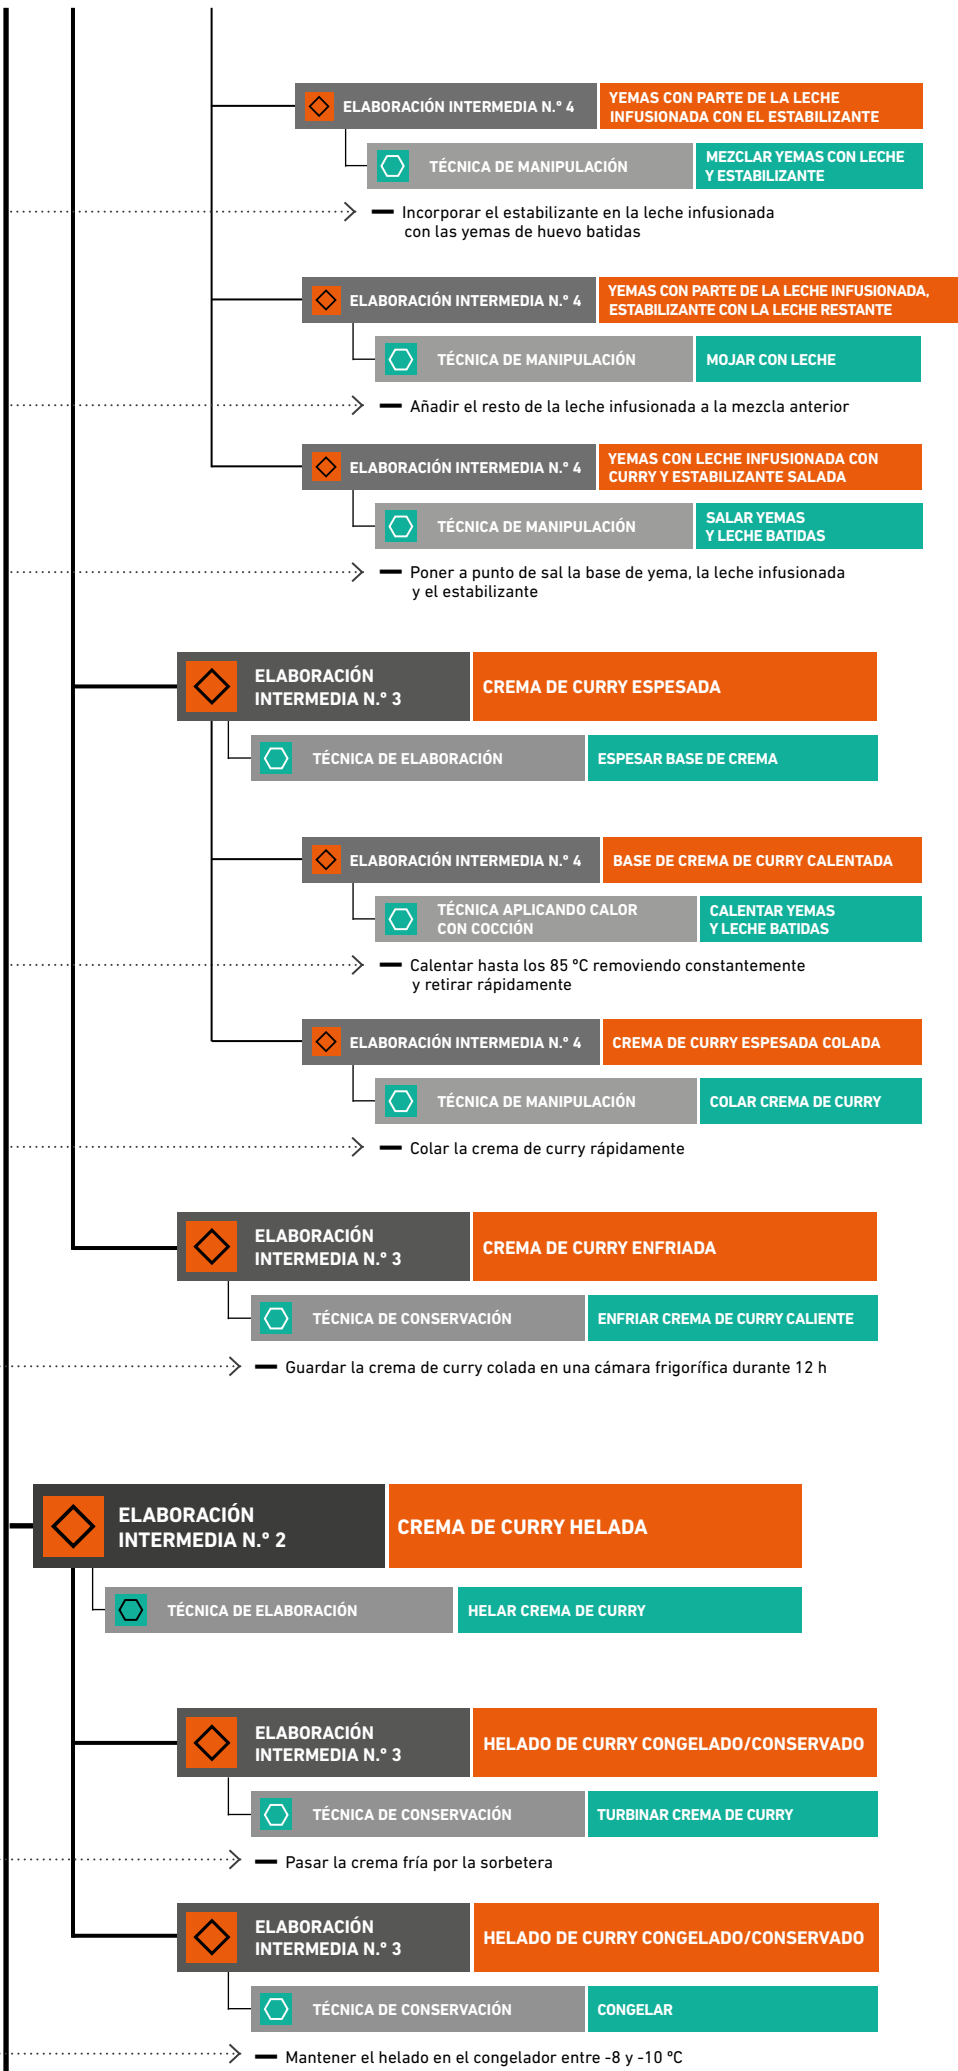 ELABORACIÓN INTERMEDIA N.º 4
YEMAS CON PARTE DE LA LECHE
INFUSIONADA CON EL ESTABILIZANTE
TÉCNICA DE MANIPULACIÓN
MEZCLAR YEMAS CON LECHE
Y ESTABILIZANTE
Incorporar el estabilizante en la leche infusionada
con las yemas de huevo batidas
ELABORACIÓN INTERMEDIA N.º 4
YEMAS CON PARTE DE LA LECHE INFUSIONADA,
ESTABILIZANTE CON LA LECHE RESTANTE
TÉCNICA DE MANIPULACIÓN
MOJAR CON LECHE
Añadir el resto de la leche infusionada a la mezcla anterior
ELABORACIÓN INTERMEDIA N.º 4
YEMAS CON LECHE INFUSIONADA CON
CURRY Y ESTABILIZANTE SALADA
TÉCNICA DE MANIPULACIÓN
SALAR YEMAS
Y LECHE BATIDAS
Poner a punto de sal la base de yema, la leche infusionada
y el estabilizante
ELABORACIÓN
INTERMEDIA N.º 3
CREMA DE CURRY ESPESADA
TÉCNICA DE ELABORACIÓN
ESPESAR BASE DE CREMA
ELABORACIÓN INTERMEDIA N.º 4
BASE DE CREMA DE CURRY CALENTADA
TÉCNICA APLICANDO CALOR
CON COCCIÓN
CALENTAR YEMAS
Y LECHE BATIDAS
Calentar hasta los 85 ºC removiendo constantemente
y retirar rápidamente
ELABORACIÓN INTERMEDIA N.º 4
CREMA DE CURRY ESPESADA COLADA
TÉCNICA DE MANIPULACIÓN
COLAR CREMA DE CURRY
Colar la crema de curry rápidamente
ELABORACIÓN
INTERMEDIA N.º 3
CREMA DE CURRY ENFRIADA
TÉCNICA DE CONSERVACIÓN
ENFRIAR CREMA DE CURRY CALIENTE
Guardar la crema de curry colada en una cámara frigorífica durante 12 h
ELABORACIÓN
INTERMEDIA N.º 2
CREMA DE CURRY HELADA
TÉCNICA DE ELABORACIÓN
HELAR CREMA DE CURRY
ELABORACIÓN
INTERMEDIA N.º 3
HELADO DE CURRY CONGELADO/CONSERVADO
TÉCNICA DE CONSERVACIÓN
TURBINAR CREMA DE CURRY
Pasar la crema fría por la sorbetera
ELABORACIÓN
INTERMEDIA N.º 3
HELADO DE CURRY CONGELADO/CONSERVADO
TÉCNICA DE CONSERVACIÓN
CONGELAR
Mantener el helado en el congelador entre -8 y -10 ºC